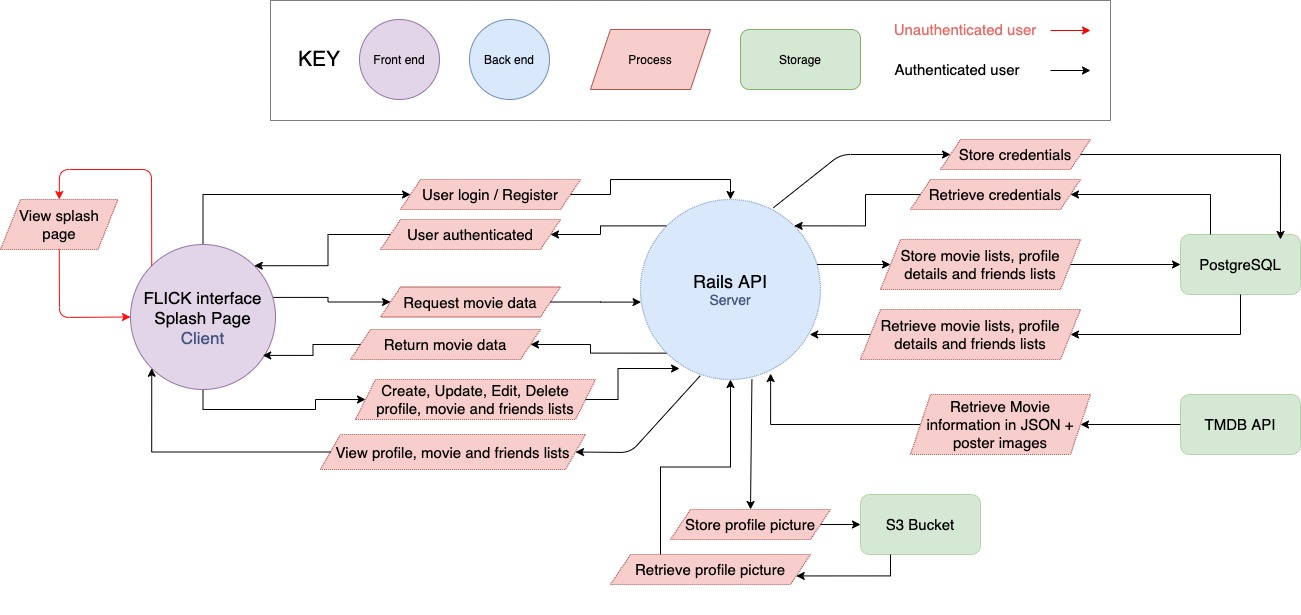 KEY
Front end
Back end
Process
Storage
Unauthenticated user
Authenticated user
View splash
page
FLICK interface
Splash Page
Client
User login / Register
User authenticated
Request movie data
Return movie data
Create, Update, Edit, Delete
profile, movie and friends lists
View profile, movie and friends lists
Rails API
Server
Store credentials
Retrieve credentials
Store movie lists, profile
details and friends lists
Retrieve movie lists, profile
details and friends lists
PostgreSQL
Retrieve Movie
information in JSON +
poster images
TMDB API
Store profile picture
S3 Bucket
Retrieve profile picture